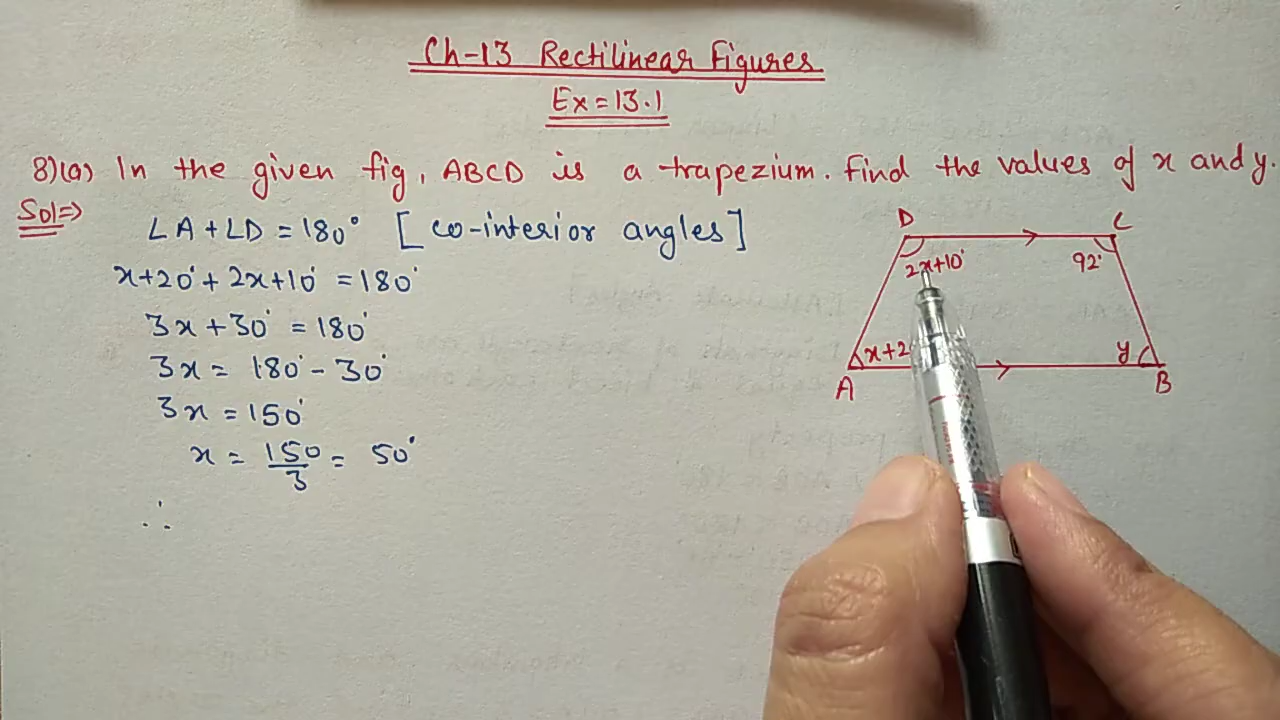 Ch-13 Rectilinear Figures
Ex = 13.1
8)(a) In the given fig, ABCD is a trapezium. Find the values of x and y.
Sol⇒
∠A + ∠D = 180° [co-interior angles]
x+20° + 2x+10° = 180°
3x + 30° = 180°
3x = 180° - 30°
3x = 150°
x = 150/3 = 50°
∴
D C
2x+10° 92°
x+2 y
A B